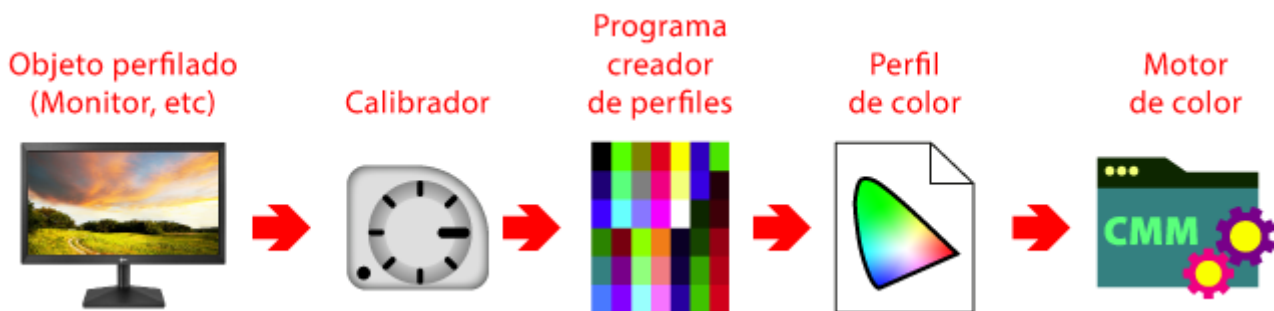 Objeto perfilado
(Monitor, etc)
Calibrador
Programa
creador
de perfiles
Perfil
de color
Motor
de color
CMM